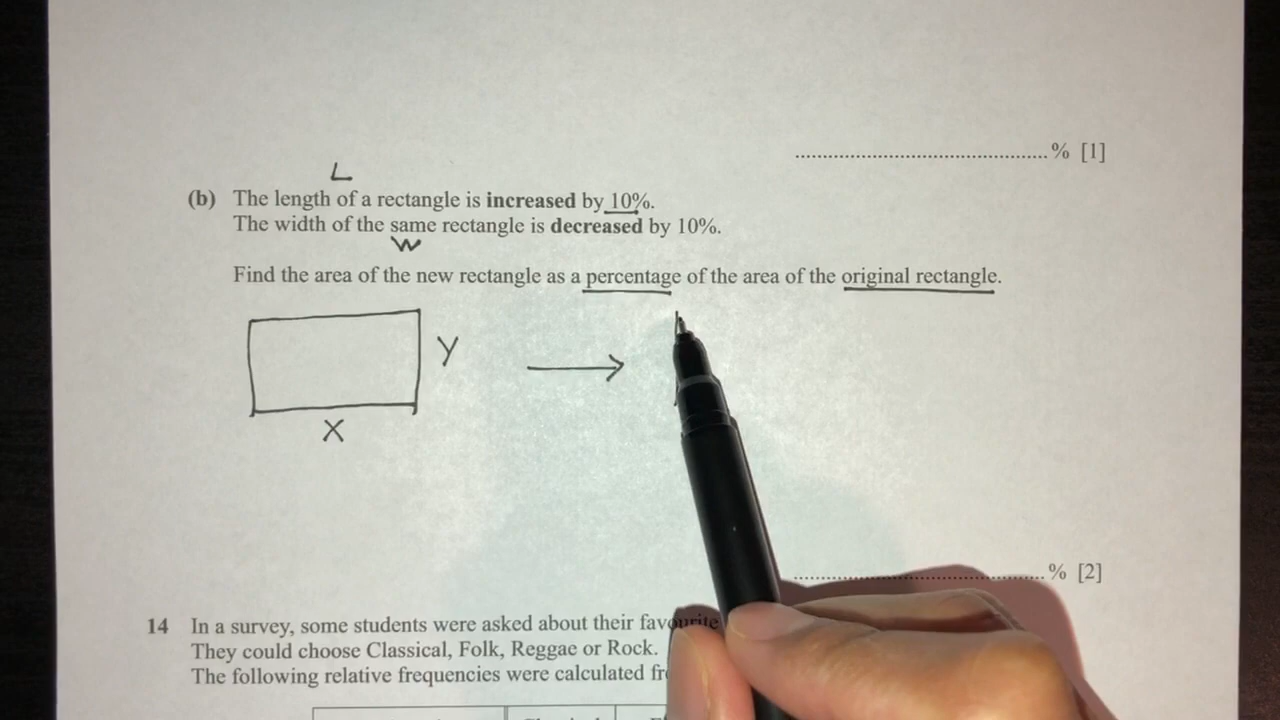 % [1]
L
(b) The length of a rectangle is increased by 10%.
The width of the same rectangle is decreased by 10%.
W
Find the area of the new rectangle as a percentage of the area of the original rectangle.
y
x
% [2]
14 In a survey, some students were asked about their favourite
They could choose Classical, Folk, Reggae or Rock.
The following relative frequencies were calculated